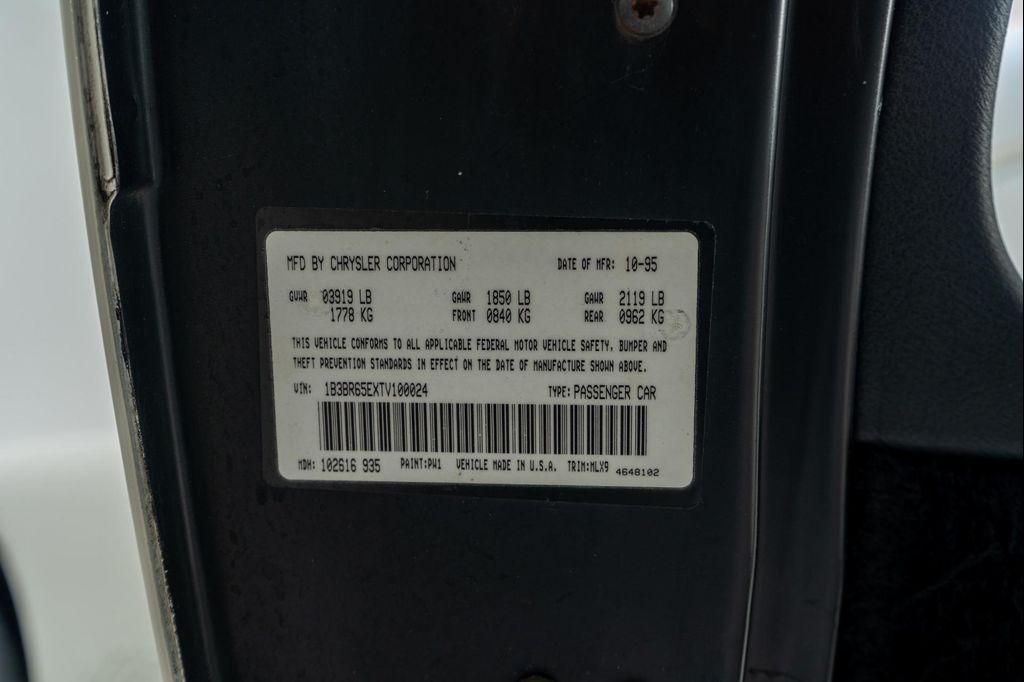 MFD BY CHRYSLER CORPORATION DATE OF MFR: 10-95
GVWR 03919 LB GAWR 1850 LB GAWR 2119 LB
1778 KG FRONT 0840 KG REAR 0962 KG
THIS VEHICLE CONFORMS TO ALL APPLICABLE FEDERAL MOTOR VEHICLE SAFETY, BUMPER AND
THEFT PREVENTION STANDARDS IN EFFECT ON THE DATE OF MANUFACTURE SHOWN ABOVE.
VIN: 1B3BR65EXTV100024 TYPE: PASSENGER CAR
MDH: 102616 935 PAINT:PW1 VEHICLE MADE IN U.S.A. TRIM:MLX9 4648102